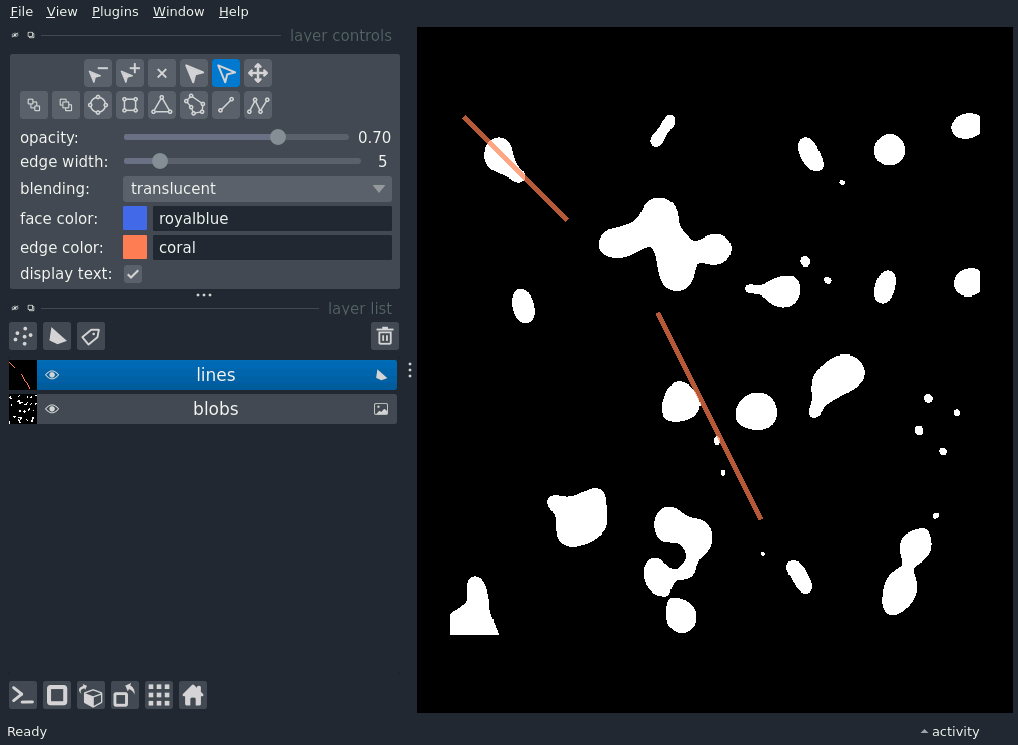 File View Plugins Window Help
layer controls
opacity: 0.70
edge width: 5
blending: translucent
face color: royalblue
edge color: coral
display text:
layer list
lines
blobs
Ready
activity